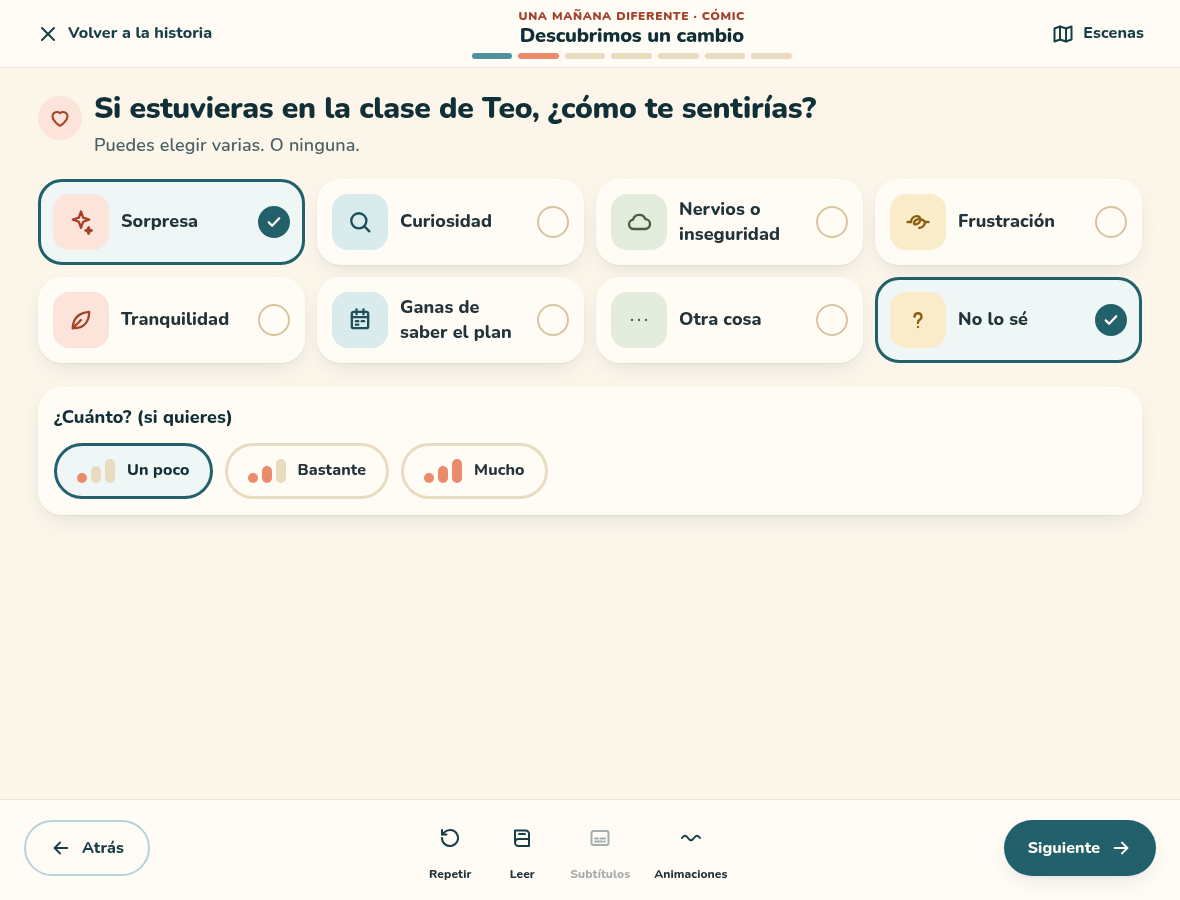 Volver a la historia
UNA MAÑANA DIFERENTE · CÓMIC
Descubrimos un cambio
Escenas
Si estuvieras en la clase de Teo, ¿cómo te sentirías?
Puedes elegir varias. O ninguna.
Sorpresa
Curiosidad
Nervios o
inseguridad
Frustración
Tranquilidad
Ganas de
saber el plan
Otra cosa
No lo sé
¿Cuánto? (si quieres)
Un poco
Bastante
Mucho
Atrás
Repetir
Leer
Subtítulos
Animaciones
Siguiente